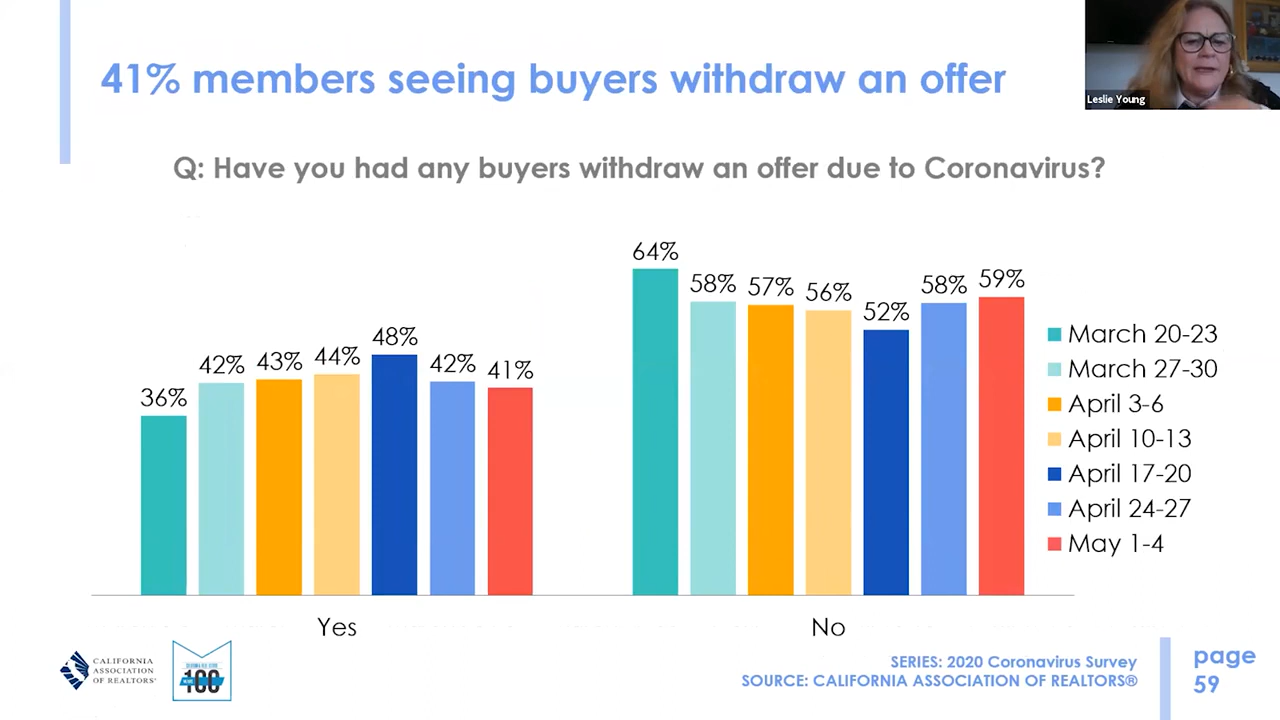 41% members seeing buyers withdraw an offer
Leslie Young
Q: Have you had any buyers withdraw an offer due to Coronavirus?
36%
42%
43%
44%
48%
42%
41%
64%
58%
57%
56%
52%
58%
59%
March 20-23
March 27-30
April 3-6
April 10-13
April 17-20
April 24-27
May 1-4
Yes
No
CALIFORNIA
ASSOCIATION
OF REALTORS®
100
SERIES: 2020 Coronavirus Survey
SOURCE: CALIFORNIA ASSOCIATION OF REALTORS®
page
59